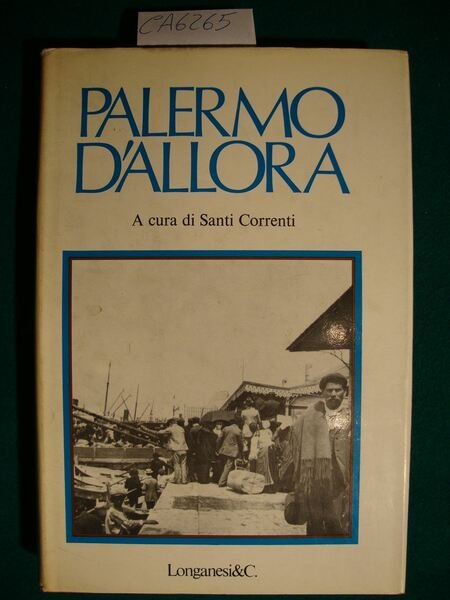 CA6265
PALERMO
D'ALLORA
A cura di Santi Correnti
Longanesi&C.